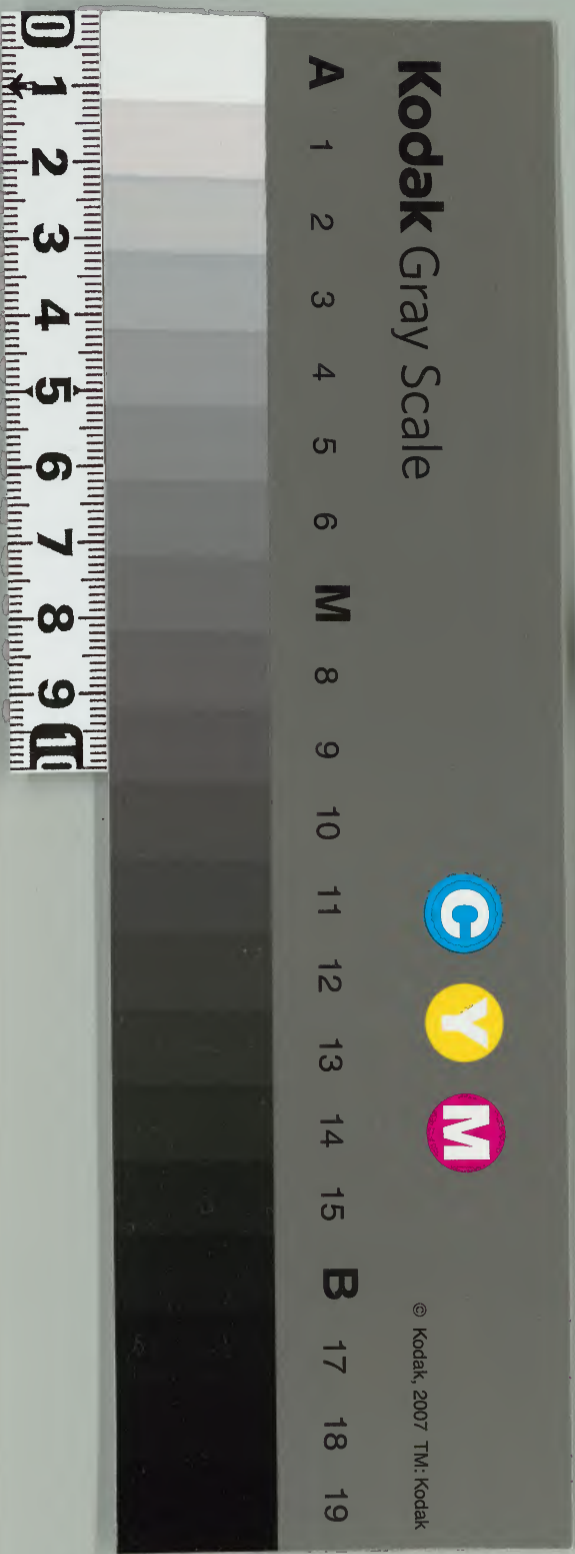 Kodak Gray Scale
C Y M
© Kodak, 2007 TM: Kodak
A 1 2 3 4 5 6 M 8 9 10 11 12 13 14 15 B 17 18 19
0 1 2 3 4 5 6 7 8 9 10